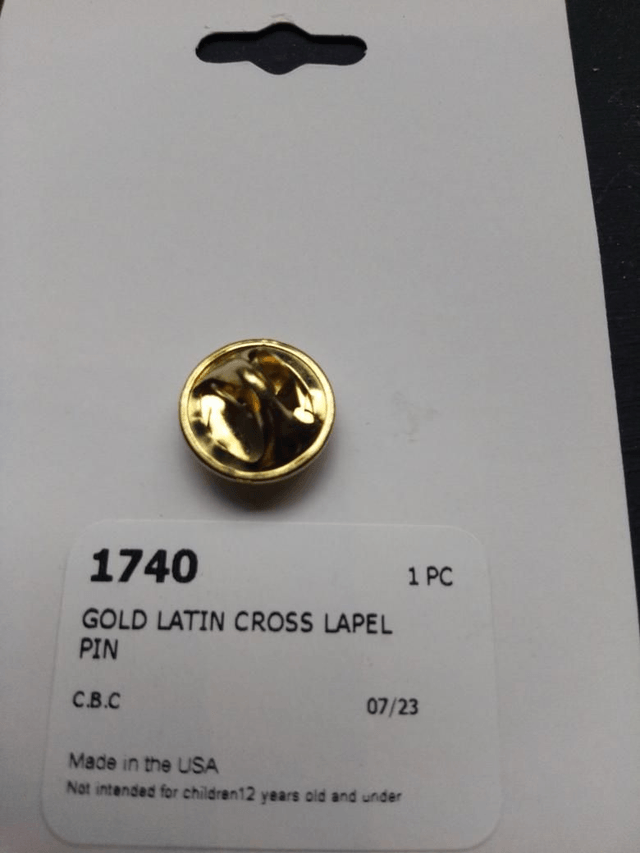 1740
1 PC
GOLD LATIN CROSS LAPEL
PIN
C.B.C
07/23
Made in the USA
Not intended for children12 years old and under